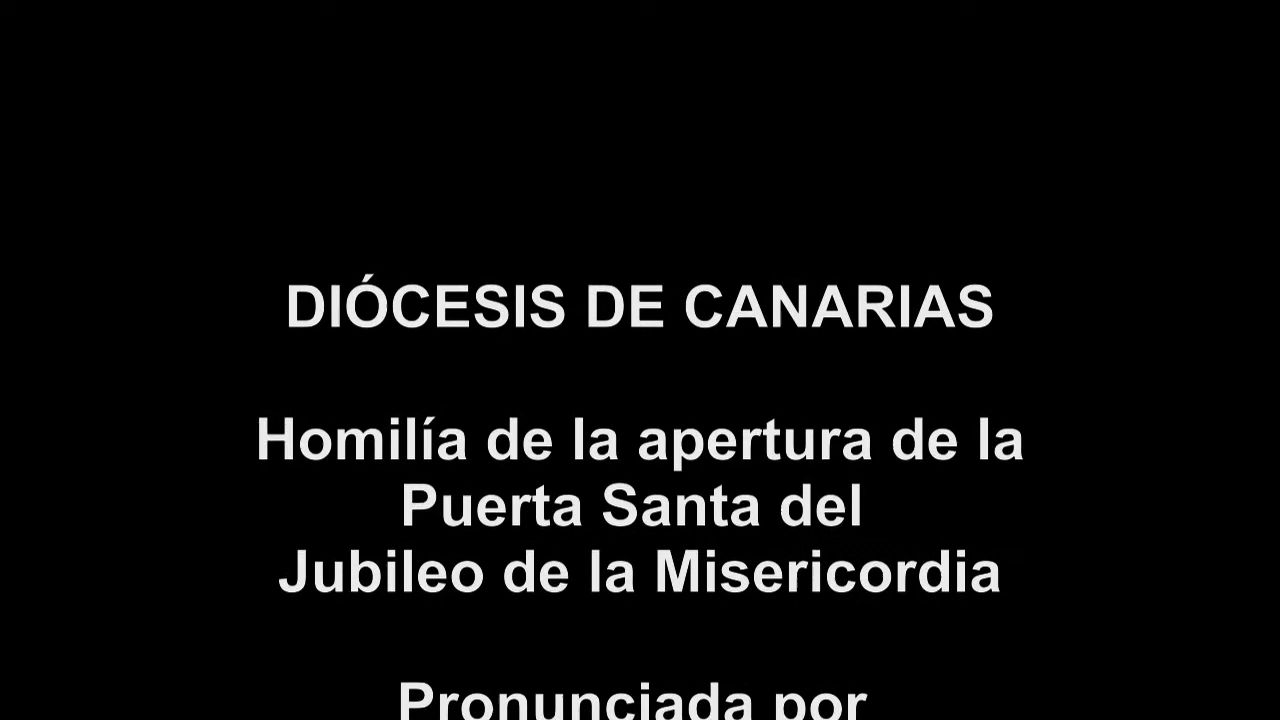 DIÓCESIS DE CANARIAS
Homilía de la apertura de la
Puerta Santa del
Jubileo de la Misericordia
Pronunciada por